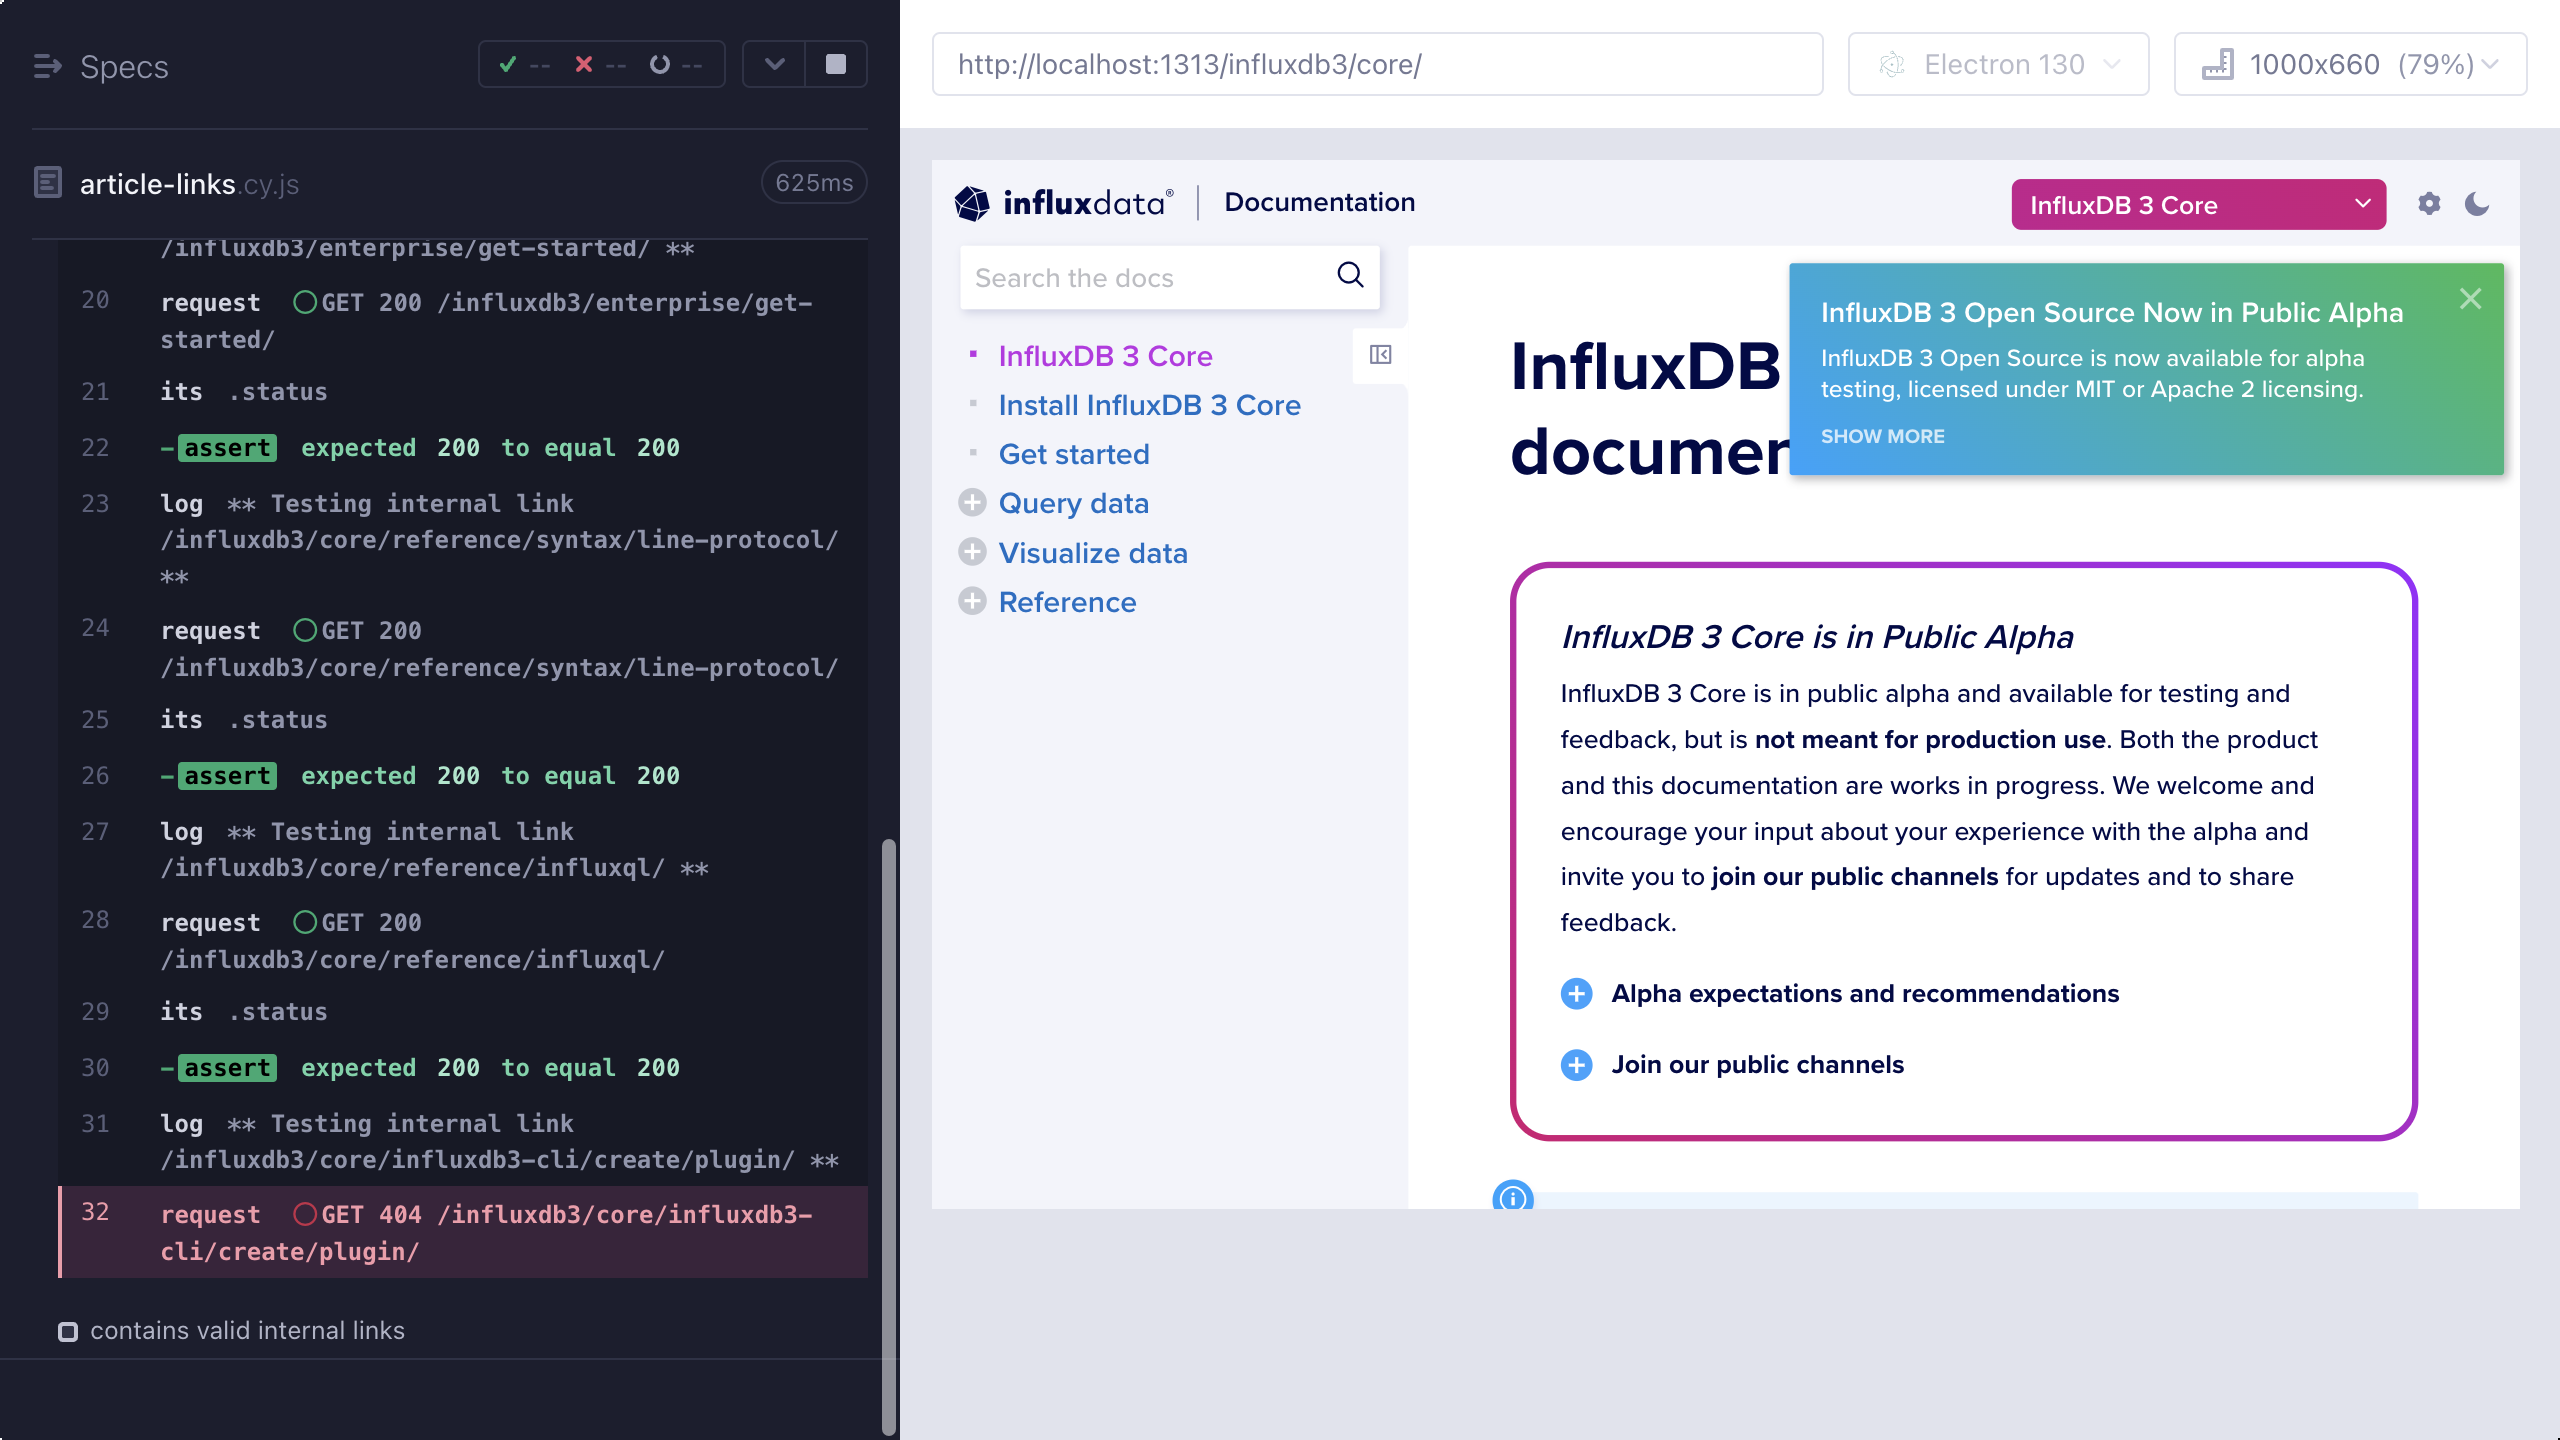 Specs
-- -- --
article-links.cy.js
625ms
/influxdb3/enterprise/get-started/ **
20 request GET 200 /influxdb3/enterprise/get-
started/
21 its .status
22 -assert expected 200 to equal 200
23 log ** Testing internal link
/influxdb3/core/reference/syntax/line-protocol/
**
24 request GET 200
/influxdb3/core/reference/syntax/line-protocol/
25 its .status
26 -assert expected 200 to equal 200
27 log ** Testing internal link
/influxdb3/core/reference/influxql/ **
28 request GET 200
/influxdb3/core/reference/influxql/
29 its .status
30 -assert expected 200 to equal 200
31 log ** Testing internal link
/influxdb3/core/influxdb3-cli/create/plugin/ **
32 request GET 404 /influxdb3/core/influxdb3-
cli/create/plugin/
contains valid internal links
http://localhost:1313/influxdb3/core/
Electron 130
1000x660 (79%)
influxdata® Documentation
InfluxDB 3 Core
Search the docs
InfluxDB 3 Core
Install InfluxDB 3 Core
Get started
Query data
Visualize data
Reference
InfluxDB
documen
InfluxDB 3 Open Source Now in Public Alpha
InfluxDB 3 Open Source is now available for alpha
testing, licensed under MIT or Apache 2 licensing.
SHOW MORE
InfluxDB 3 Core is in Public Alpha
InfluxDB 3 Core is in public alpha and available for testing and
feedback, but is not meant for production use. Both the product
and this documentation are works in progress. We welcome and
encourage your input about your experience with the alpha and
invite you to join our public channels for updates and to share
feedback.
Alpha expectations and recommendations
Join our public channels